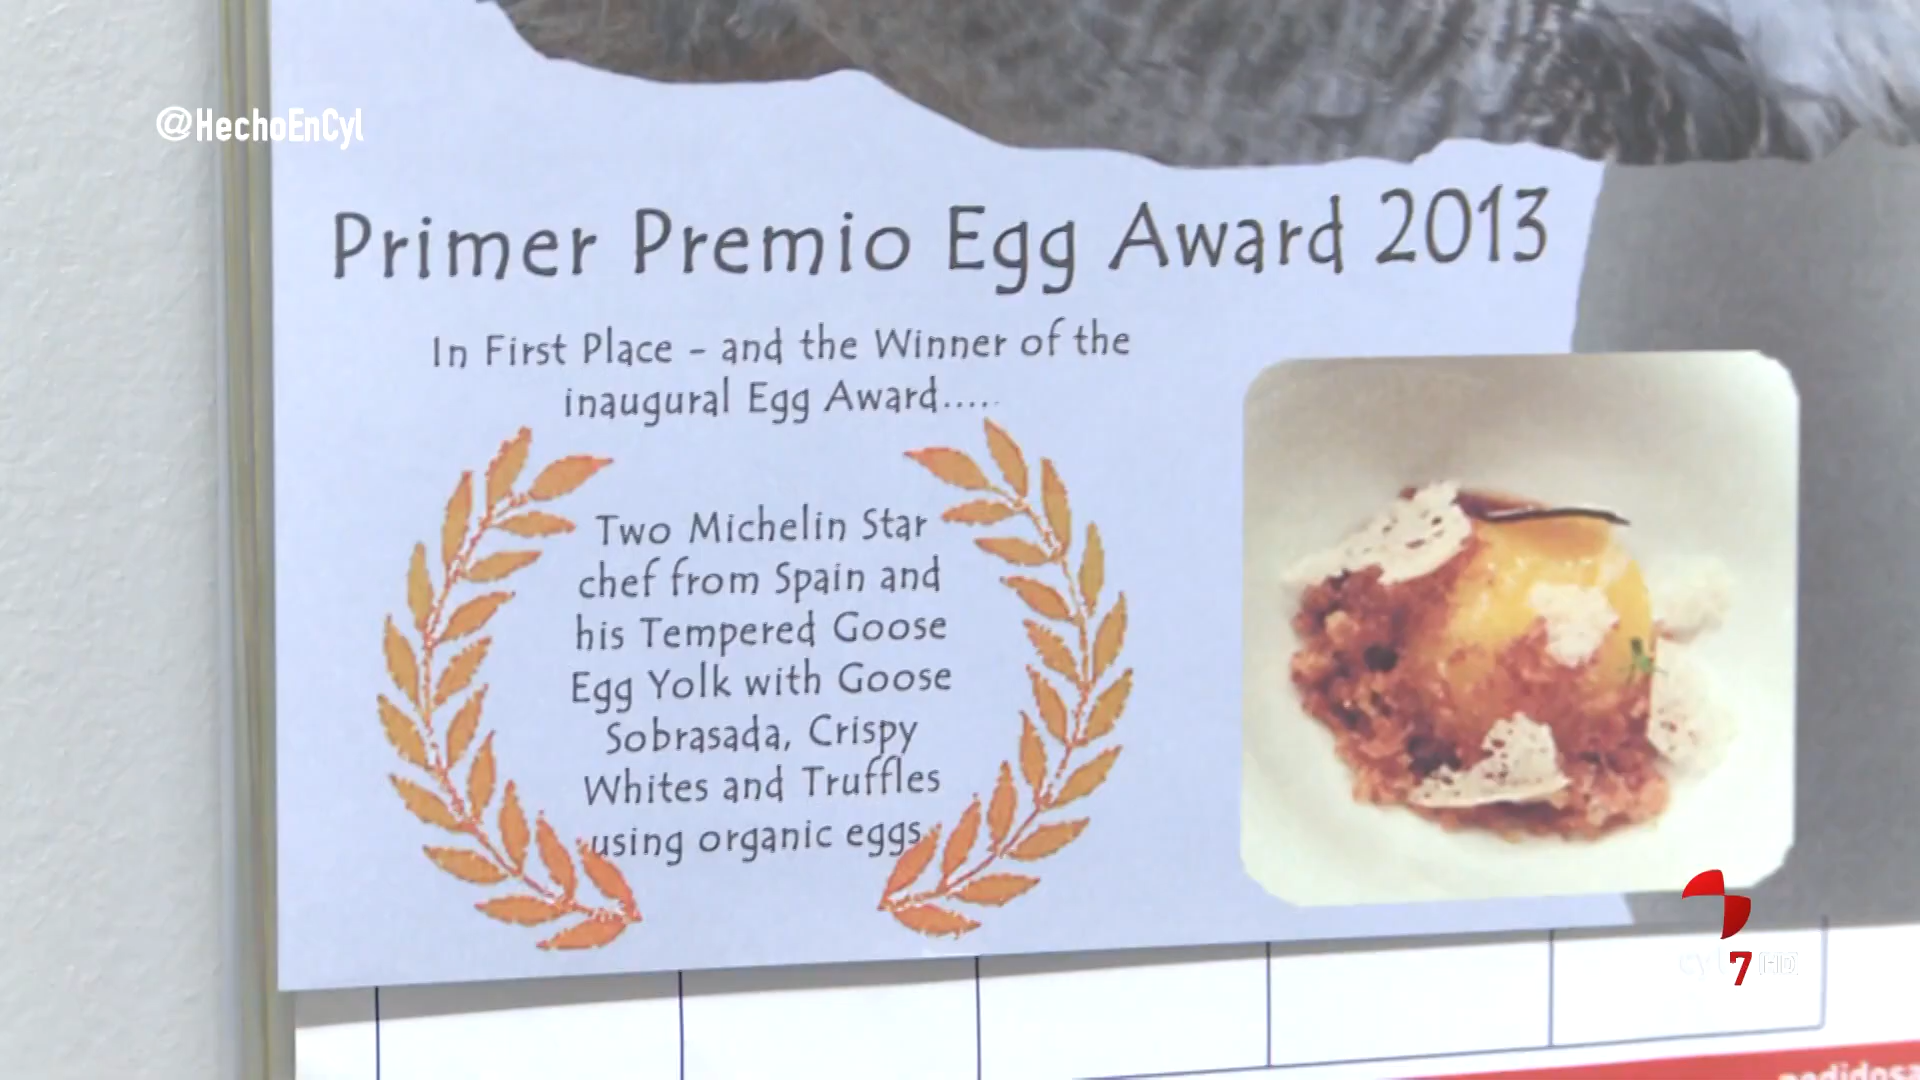 @HechoEnCyl
Primer Premio Egg Award 2013
In First Place - and the Winner of the
inaugural Egg Award.....
Two Michelin Star
chef from Spain and
his Tempered Goose
Egg Yolk with Goose
Sobrasada, Crispy
Whites and Truffles
using organic eggs
cyl 7 [HD]